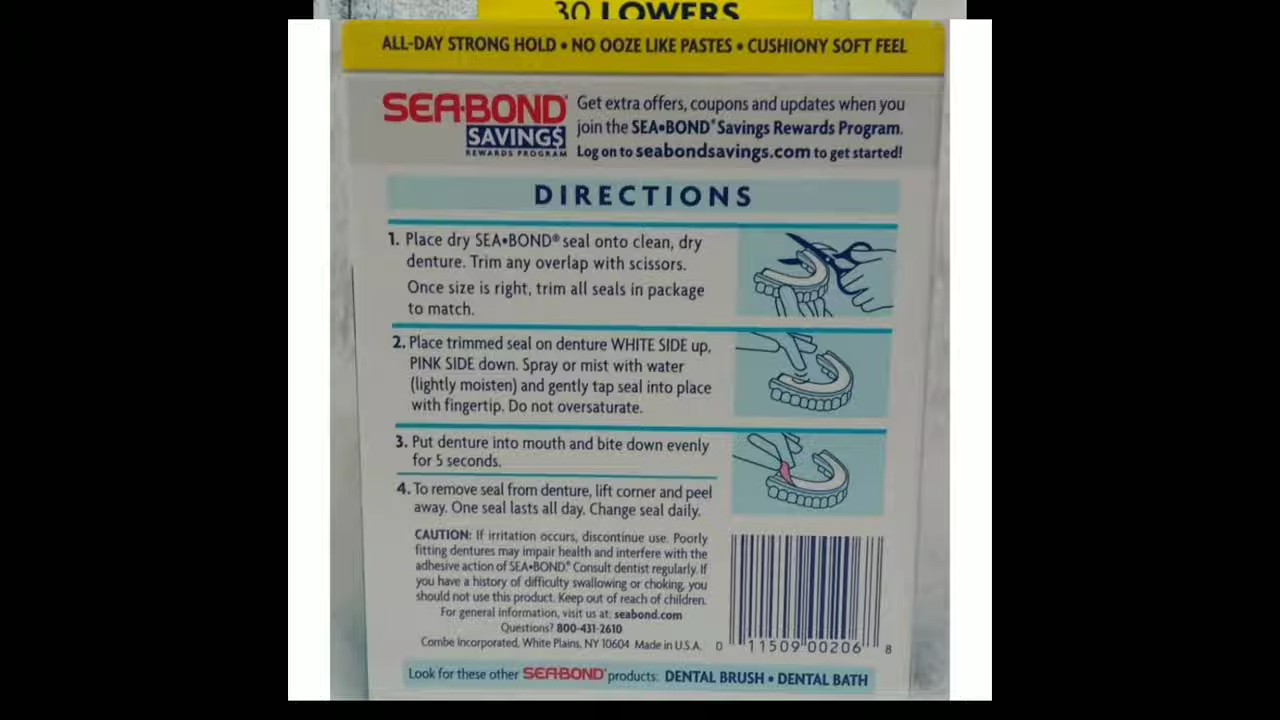 30 LOWERS
ALL-DAY STRONG HOLD • NO OOZE LIKE PASTES • CUSHIONY SOFT FEEL
SEA•BOND® Get extra offers, coupons and updates when you
SAVING$ join the SEA•BOND® Savings Rewards Program.
REWARDS PROGRAM Log on to seabondsavings.com to get started!
DIRECTIONS
1. Place dry SEA•BOND® seal onto clean, dry
denture. Trim any overlap with scissors.
Once size is right, trim all seals in package
to match.
2. Place trimmed seal on denture WHITE SIDE up,
PINK SIDE down. Spray or mist with water
(lightly moisten) and gently tap seal into place
with fingertip. Do not oversaturate.
3. Put denture into mouth and bite down evenly
for 5 seconds.
4. To remove seal from denture, lift corner and peel
away. One seal lasts all day. Change seal daily.
CAUTION: If irritation occurs, discontinue use. Poorly
fitting dentures may impair health and interfere with the
adhesive action of SEA•BOND.® Consult dentist regularly. If
you have a history of difficulty swallowing or choking, you
should not use this product. Keep out of reach of children.
For general information, visit us at: seabond.com
Questions? 800-431-2610
Combe Incorporated, White Plains, NY 10604 Made in U.S.A.
0 11509 00206 8
Look for these other SEA•BOND® products: DENTAL BRUSH • DENTAL BATH